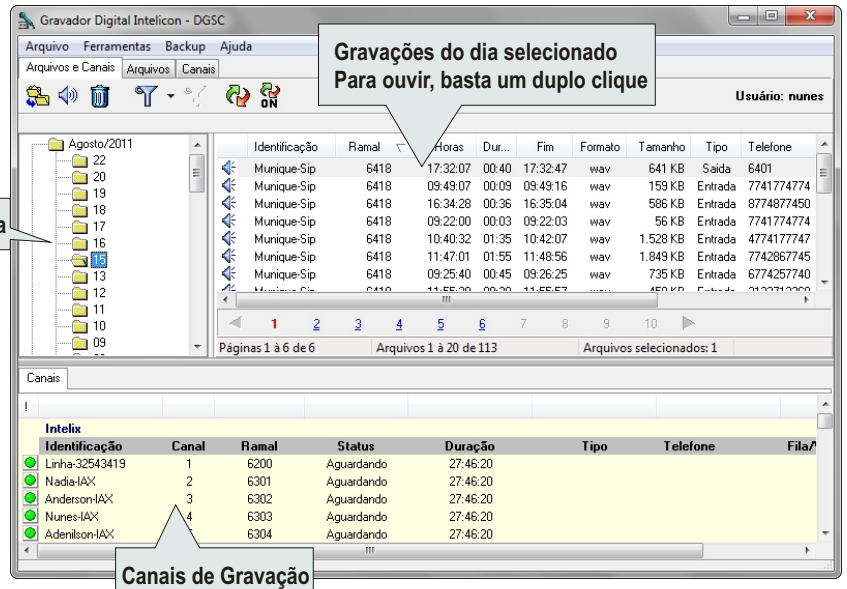 Gravador Digital Intelicon - DGSC
Arquivo Ferramentas Backup Ajuda
Arquivos e Canais Arquivos Canais
Gravações do dia selecionado
Para ouvir, basta um duplo clique
ON
Usuário: nunes
Agosto/2011
22
20
19
18
17
16
15
13
12
11
10
09
a
Identificação Ramal Horas Dur... Fim Formato Tamanho Tipo Telefone
Munique-Sip 6418 17:32:07 00:40 17:32:47 wav 641 KB Saida 6401
Munique-Sip 6418 09:49:07 00:09 09:49:16 wav 159 KB Entrada 7741774774
Munique-Sip 6418 16:34:28 00:36 16:35:04 wav 586 KB Entrada 8774877450
Munique-Sip 6418 09:22:00 00:03 09:22:03 wav 56 KB Entrada 7741774774
Munique-Sip 6418 10:40:32 01:35 10:42:07 wav 1.528 KB Entrada 4774177747
Munique-Sip 6418 11:47:01 01:55 11:48:56 wav 1.849 KB Entrada 7742867745
Munique-Sip 6418 09:25:40 00:45 09:26:25 wav 735 KB Entrada 6774257740
1 2 3 4 5 6 7 8 9 10
Páginas 1 à 6 de 6 Arquivos 1 à 20 de 113 Arquivos selecionados: 1
Canais
!
Intelix
Identificação Canal Ramal Status Duração Tipo Telefone Fila/
Linha-32543419 1 6200 Aguardando 27:46:20
Nadia-IAX 2 6301 Aguardando 27:46:20
Anderson-IAX 3 6302 Aguardando 27:46:20
Nunes-IAX 4 6303 Aguardando 27:46:20
Adenilson-IAX 6304 Aguardando 27:46:20
Canais de Gravação